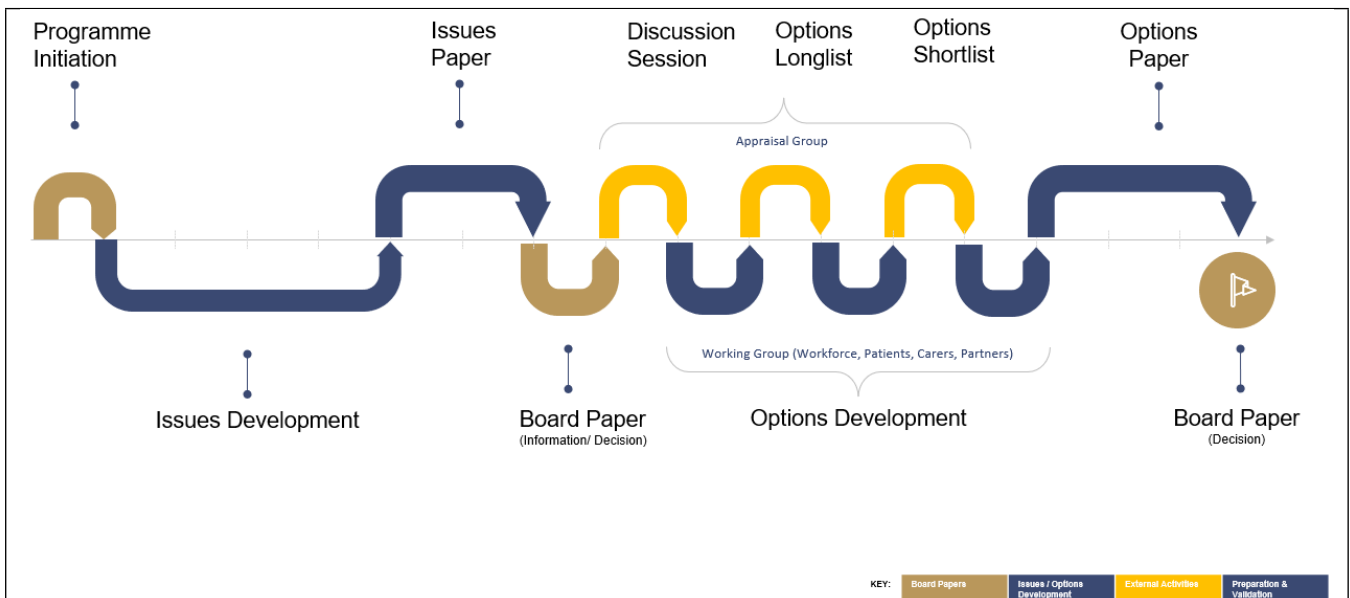 Programme
Initiation
Issues
Paper
Discussion
Session
Options
Longlist
Options
Shortlist
Options
Paper
Appraisal Group
Working Group (Workforce, Patients, Carers, Partners)
Issues Development
Board Paper
(Information/ Decision)
Options Development
Board Paper
(Decision)
KEY:
Board Papers
Issues / Options
Development
External Activities
Preparation &
Validation